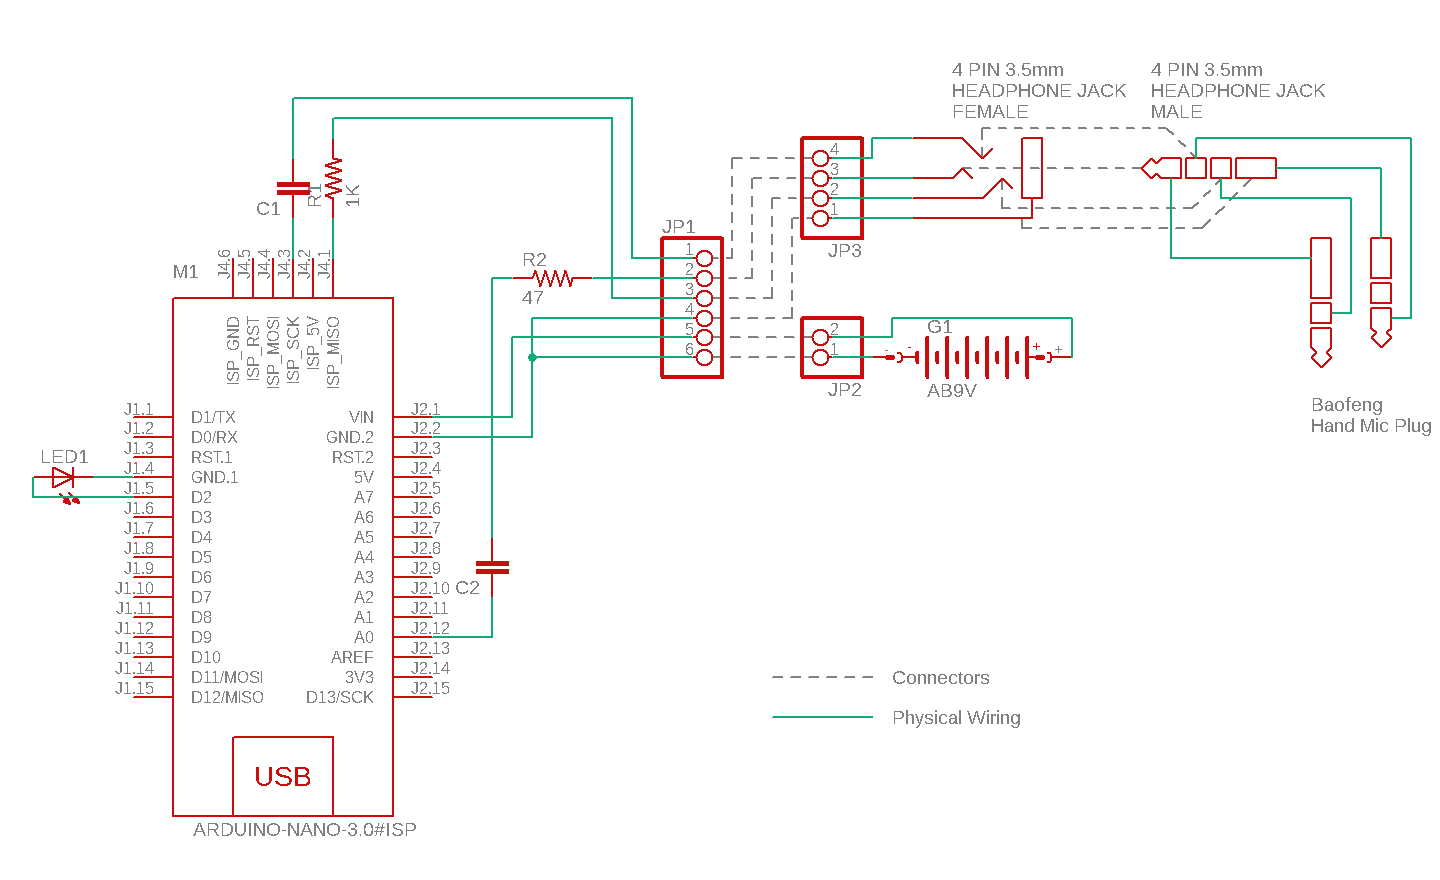 4 PIN 3.5mm
HEADPHONE JACK
FEMALE
4 PIN 3.5mm
HEADPHONE JACK
MALE
4
3
2
1
JP3
C1
R1
1K
JP1
1
2
3
4
5
6
R2
47
M1
J4.6
J4.5
J4.4
J4.3
J4.2
J4.1
ISP_GND
ISP_RST
ISP_MOSI
ISP_SCK
ISP_5V
ISP_MISO
2
1
JP2
G1
- - + +
AB9V
Baofeng
Hand Mic Plug
LED1
J1.1 D1/TX VIN J2.1
J1.2 D0/RX GND.2 J2.2
J1.3 RST.1 RST.2 J2.3
J1.4 GND.1 5V J2.4
J1.5 D2 A7 J2.5
J1.6 D3 A6 J2.6
J1.7 D4 A5 J2.7
J1.8 D5 A4 J2.8
J1.9 D6 A3 J2.9
J1.10 D7 A2 J2.10
J1.11 D8 A1 J2.11
J1.12 D9 A0 J2.12
J1.13 D10 AREF J2.13
J1.14 D11/MOSI 3V3 J2.14
J1.15 D12/MISO D13/SCK J2.15
C2
USB
ARDUINO-NANO-3.0#ISP
Connectors
Physical Wiring